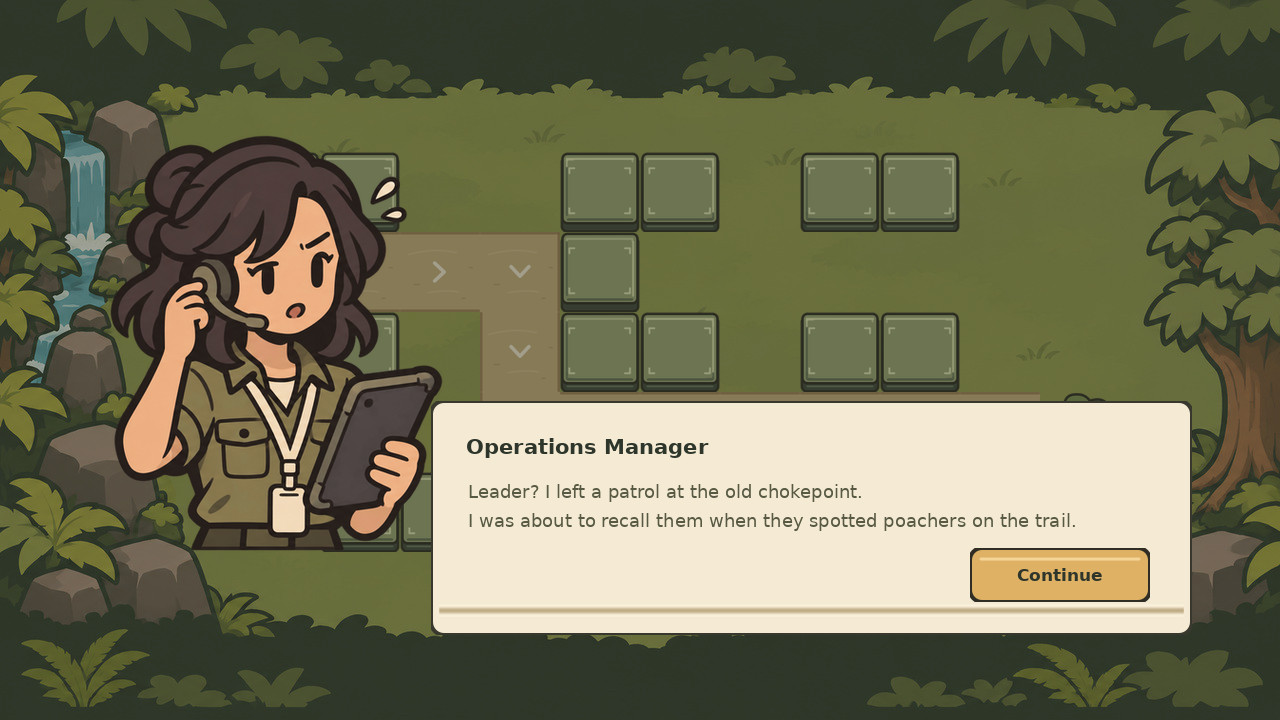 Operations Manager
Leader? I left a patrol at the old chokepoint.
I was about to recall them when they spotted poachers on the trail.
Continue